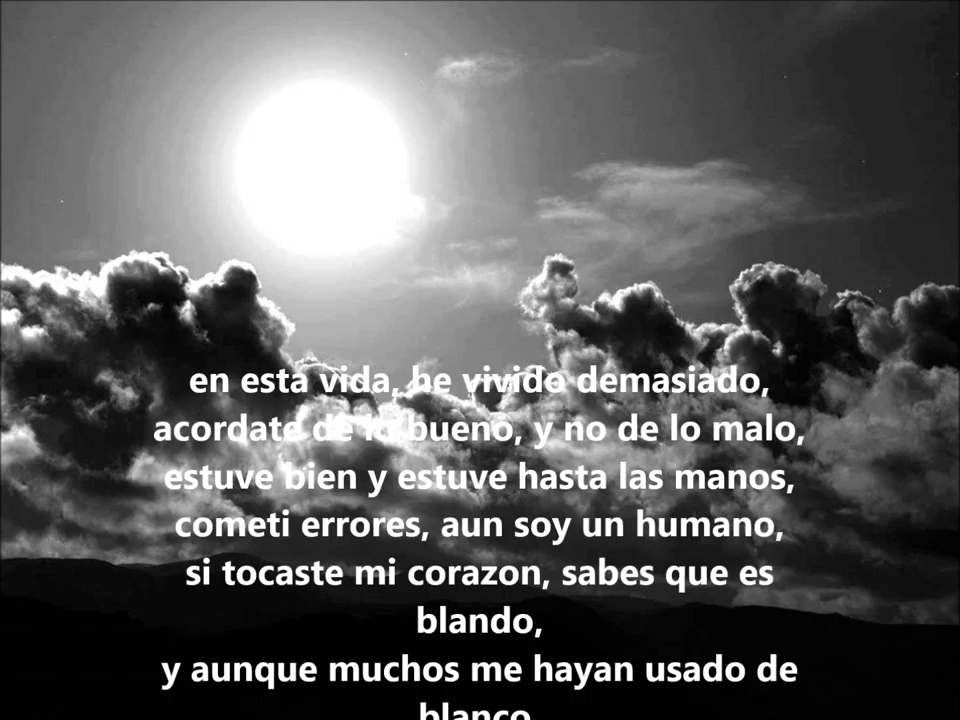 en esta vida, he vivido demasiado,
acordate de lo bueno, y no de lo malo,
estuve bien y estuve hasta las manos,
cometi errores, aun soy un humano,
si tocaste mi corazon, sabes que es
blando,
y aunque muchos me hayan usado de
blanco